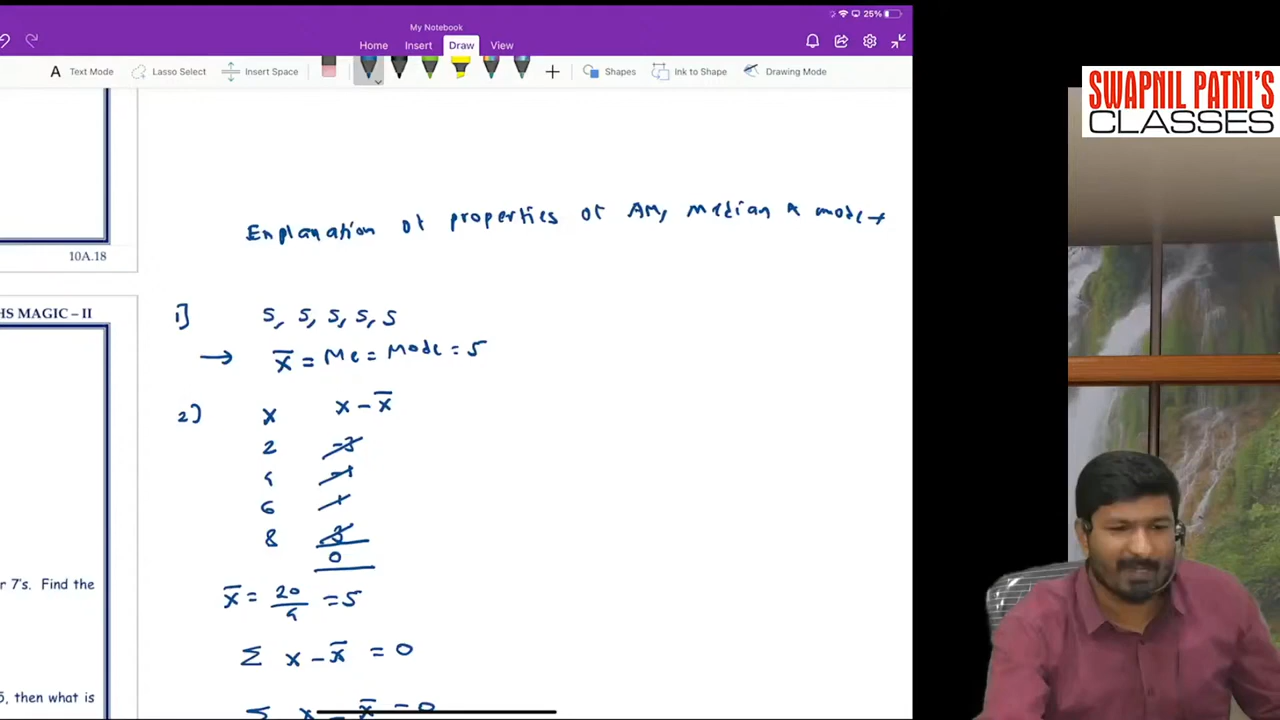 25%
My Notebook
Home Insert Draw View
A Text Mode Lasso Select Insert Space Shapes Ink to Shape Drawing Mode
SWAPNIL PATNI'S
CLASSES
10A.18
HS MAGIC – II
r 7's. Find the
5, then what is
Explanation of properties of AM, median & mode →
1] 5, 5, 5, 5, 5
→ x̄ = Me = Mode = 5
2) x x – x̄
2 –3
4 –1
6 1
8 3
0
x̄ = 20/4 = 5
Σ x – x̄ = 0
Σ x – x̄ = 0